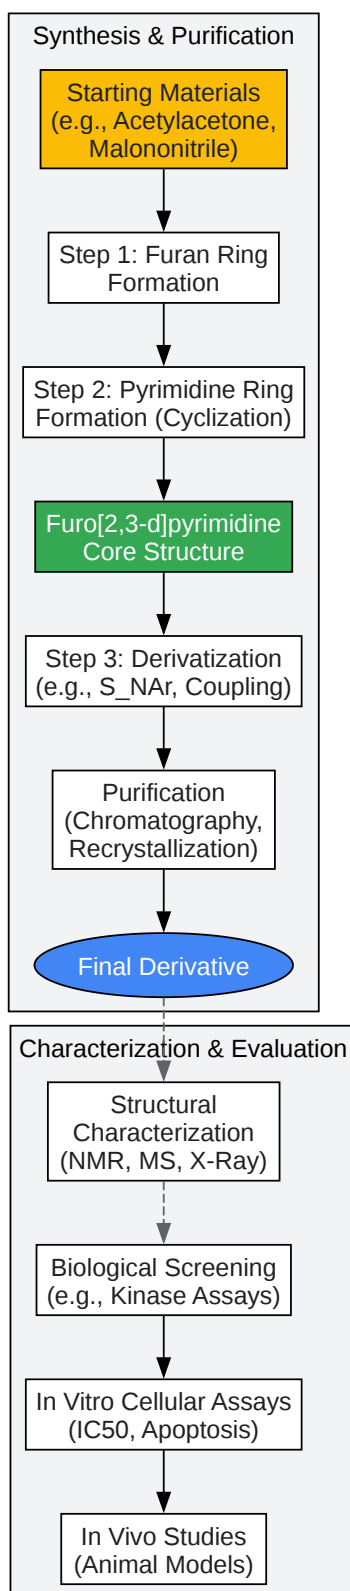 Synthesis & Purification
Starting Materials
(e.g., Acetylacetone,
Malononitrile)
Step 1: Furan Ring
Formation
Step 2: Pyrimidine Ring
Formation (Cyclization)
Furo[2,3-d]pyrimidine
Core Structure
Step 3: Derivatization
(e.g., S_NAr, Coupling)
Purification
(Chromatography,
Recrystallization)
Final Derivative
Characterization & Evaluation
Structural
Characterization
(NMR, MS, X-Ray)
Biological Screening
(e.g., Kinase Assays)
In Vitro Cellular Assays
(IC50, Apoptosis)
In Vivo Studies
(Animal Models)